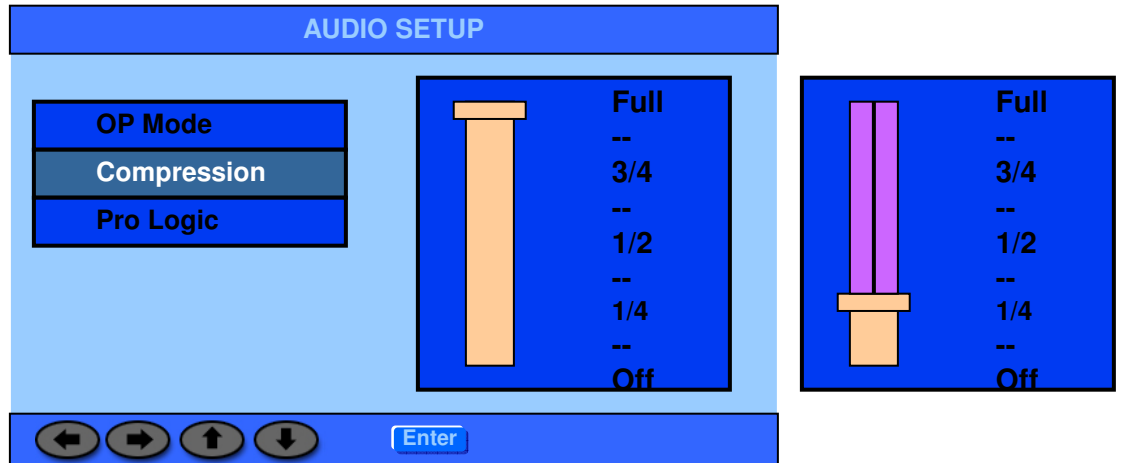 AUDIO SETUP
OP Mode
Compression
Pro Logic
Full
--
3/4
--
1/2
--
1/4
--
Off
Full
--
3/4
--
1/2
--
1/4
--
Off
Enter